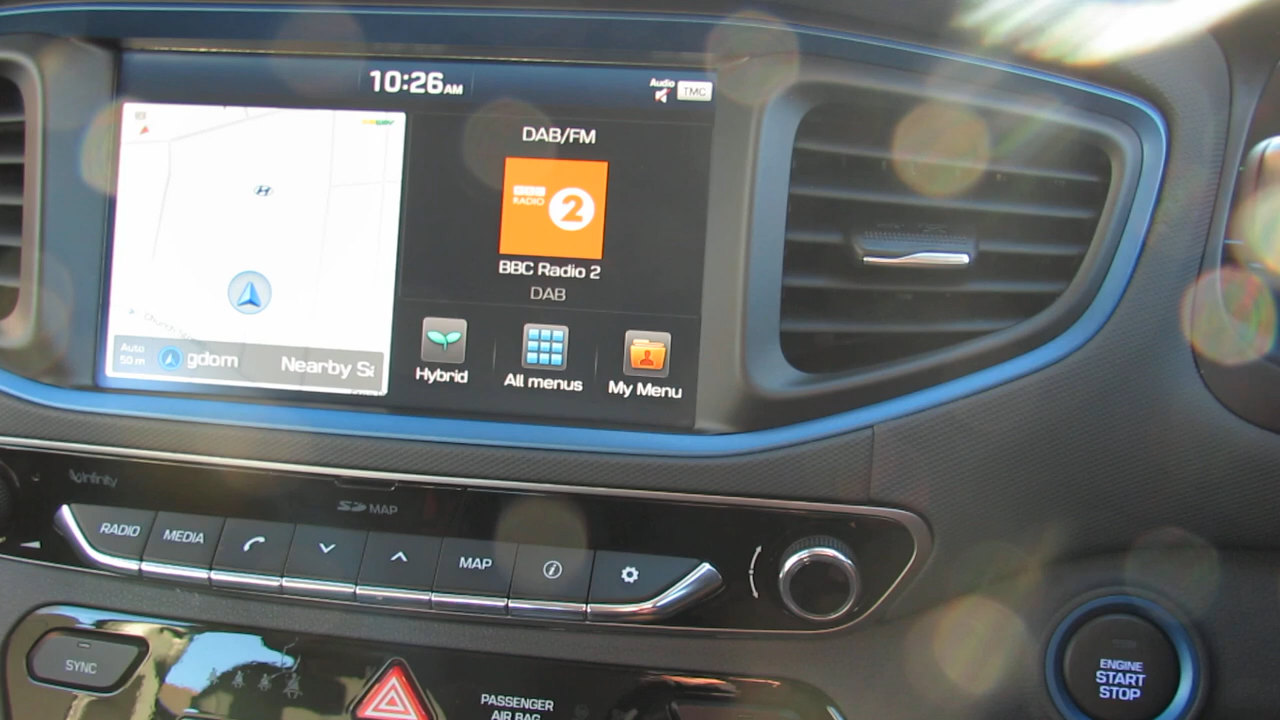 10:26AM
Audio
TMC
DAB/FM
BBC
RADIO
2
BBC Radio 2
DAB
Auto
50 m
gdom
Nearby Sa
Hybrid
All menus
My Menu
infinity
SD MAP
RADIO
MEDIA
MAP
SYNC
PASSENGER
AIR BAG
ENGINE
START
STOP